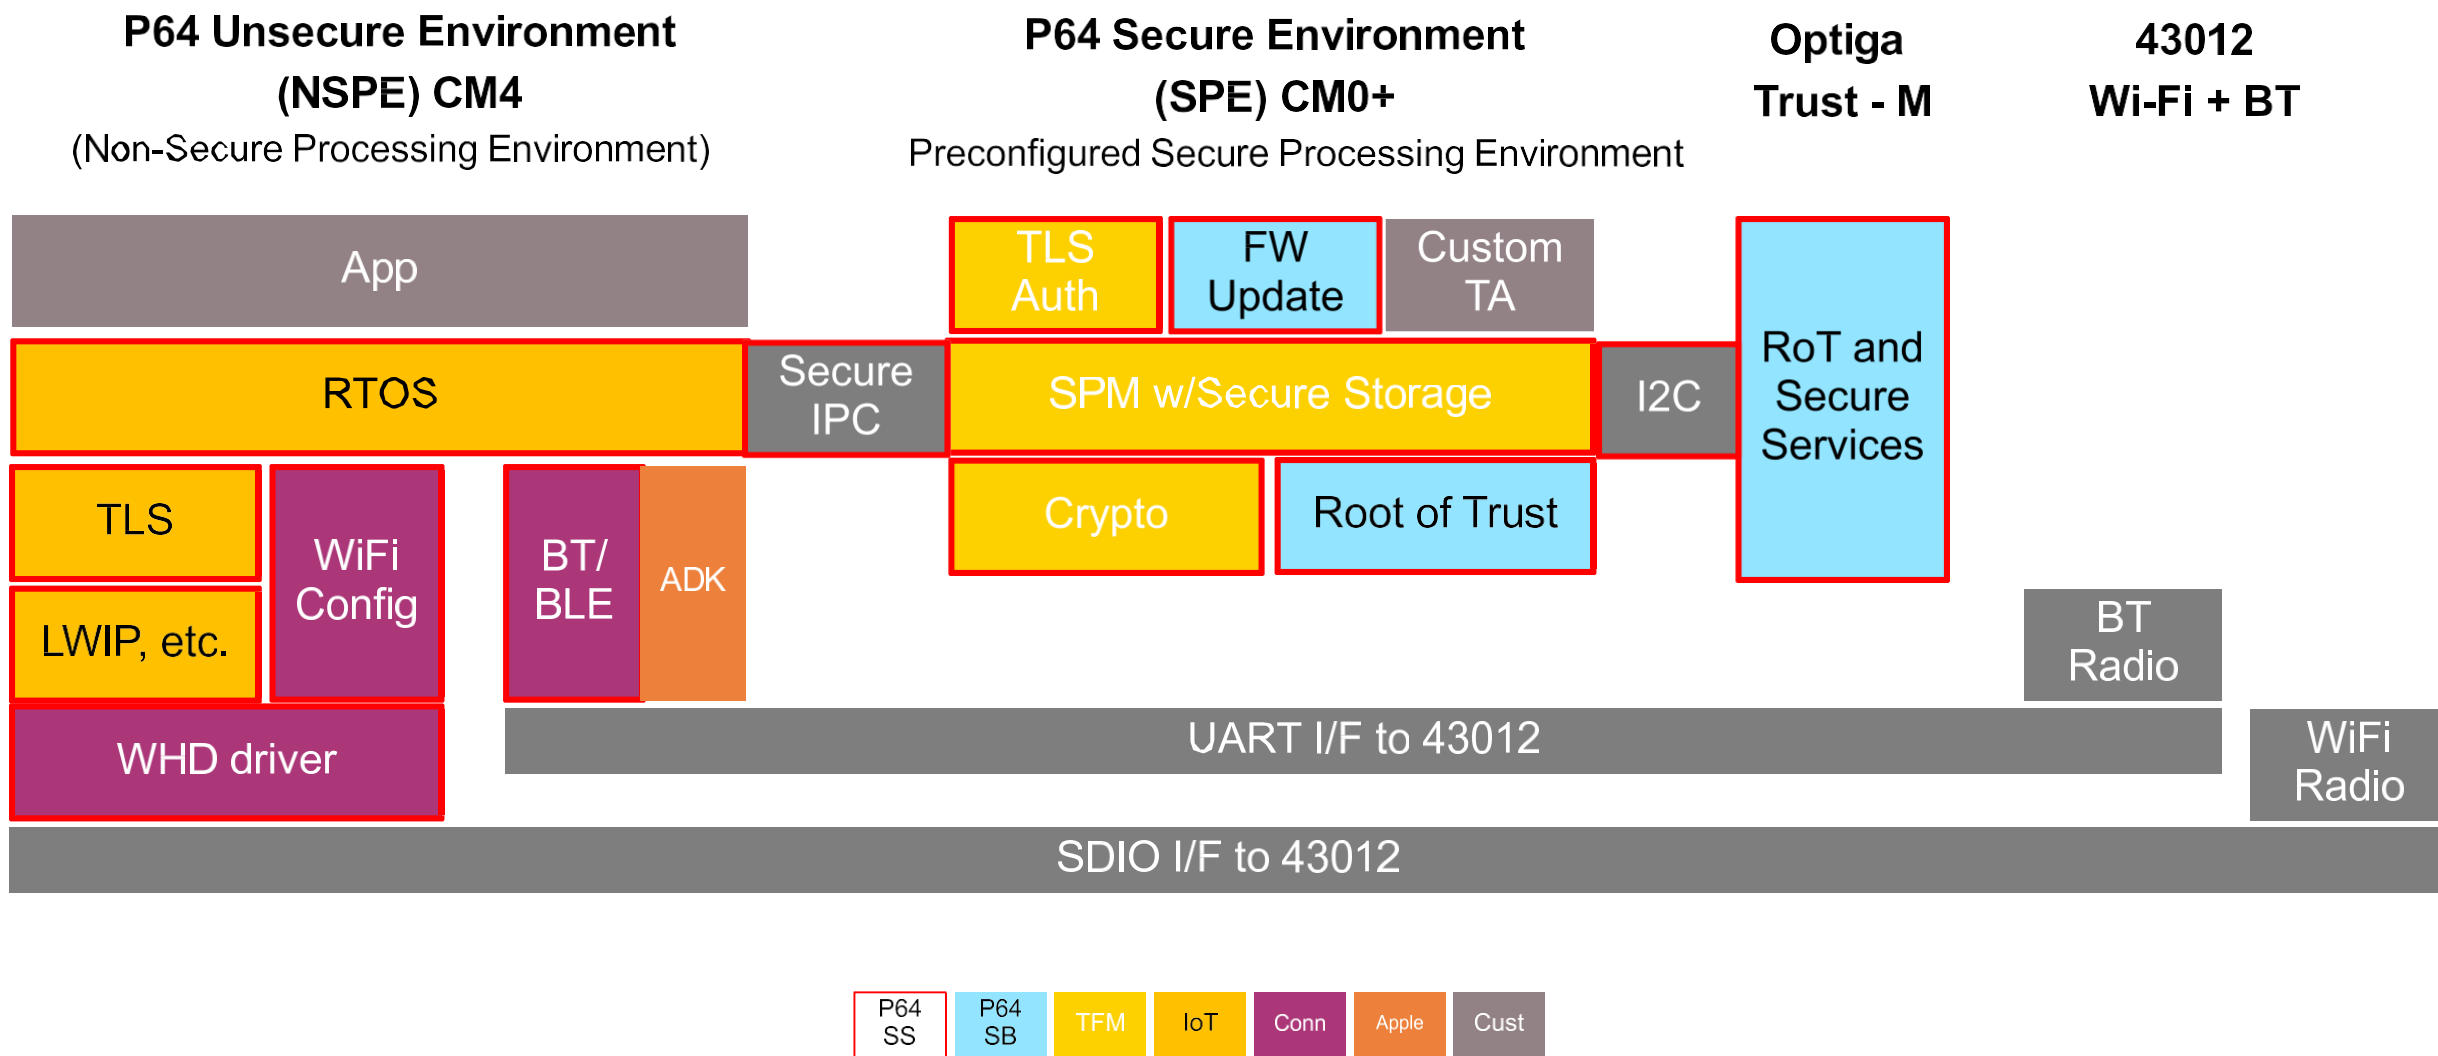 P64 Unsecure Environment
(NSPE) CM4
(Non-Secure Processing Environment)
P64 Secure Environment
(SPE) CM0+
Preconfigured Secure Processing Environment
Optiga
Trust - M
43012
Wi-Fi + BT
App
TLS
Auth
FW
Update
Custom
TA
RTOS
Secure
IPC
SPM w/Secure Storage
I2C
RoT and
Secure
Services
TLS
WiFi
Config
BT/
BLE
ADK
Crypto
Root of Trust
LWIP, etc.
BT
Radio
WHD driver
UART I/F to 43012
WiFi
Radio
SDIO I/F to 43012
P64
SS
P64
SB
TFM
IoT
Conn
Apple
Cust